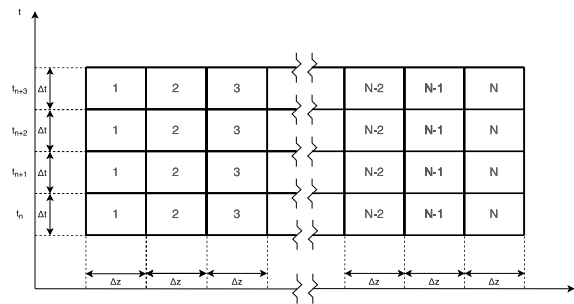 t
t_{n+3} Δt 1 2 3 N-2 N-1 N
t_{n+2} Δt 1 2 3 N-2 N-1 N
t_{n+1} Δt 1 2 3 N-2 N-1 N
t_n Δt 1 2 3 N-2 N-1 N
Δz Δz Δz Δz Δz Δz